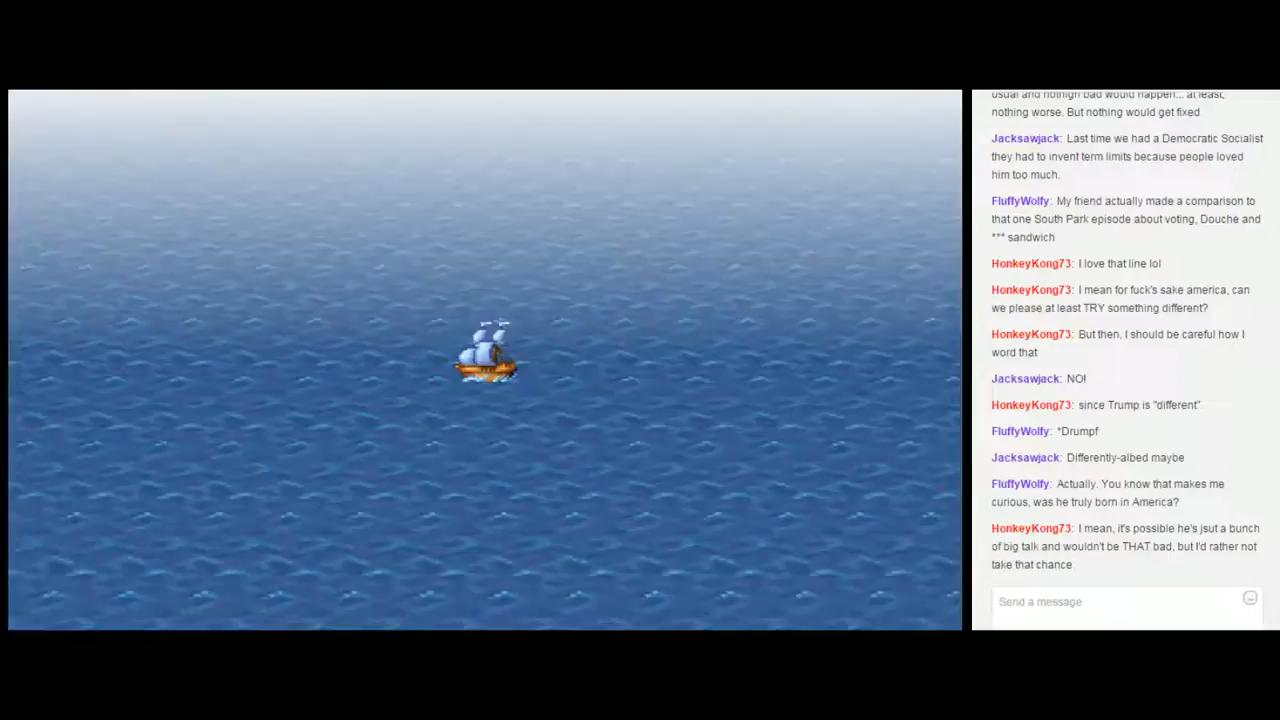 usual and nothign bad would happen... at least,
nothing worse. But nothing would get fixed
Jacksawjack: Last time we had a Democratic Socialist
they had to invent term limits because people loved
him too much.
FluffyWolfy: My friend actually made a comparison to
that one South Park episode about voting, Douche and
*** sandwich
HonkeyKong73: I love that line lol
HonkeyKong73: I mean for fuck's sake america, can
we please at least TRY something different?
HonkeyKong73: But then, I should be careful how I
word that
Jacksawjack: NO!
HonkeyKong73: since Trump is "different"
FluffyWolfy: *Drumpf
Jacksawjack: Differently-albed maybe
FluffyWolfy: Actually. You know that makes me
curious, was he truly born in America?
HonkeyKong73: I mean, it's possible he's jsut a bunch
of big talk and wouldn't be THAT bad, but I'd rather not
take that chance.
Send a message